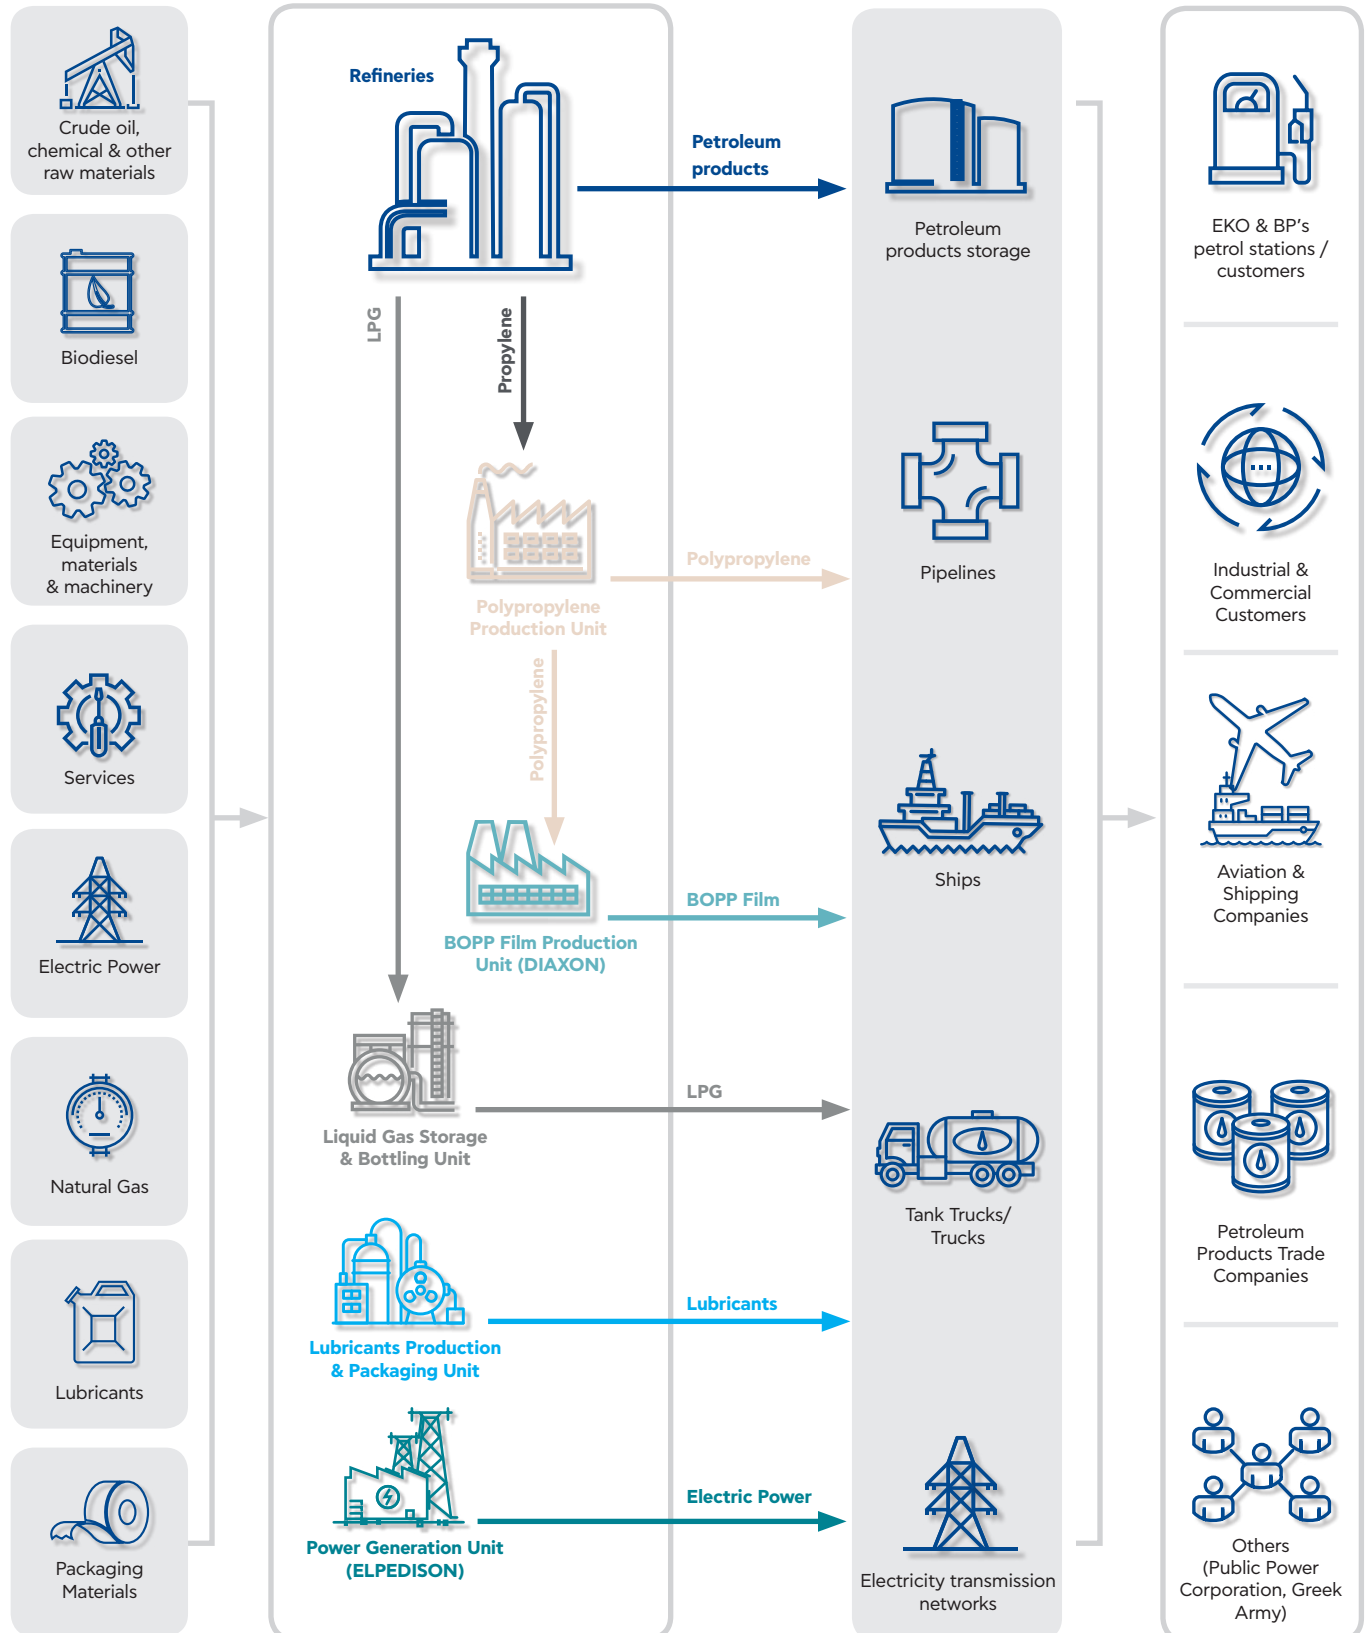 Crude oil,
chemical & other
raw materials
Biodiesel
Equipment,
materials
& machinery
Services
Electric Power
Natural Gas
Lubricants
Packaging
Materials
Refineries
Petroleum
products
LPG
Propylene
Polypropylene
Production Unit
Polypropylene
Polypropylene
BOPP Film Production
Unit (DIAXON)
BOPP Film
Liquid Gas Storage
& Bottling Unit
LPG
Lubricants Production
& Packaging Unit
Lubricants
Power Generation Unit
(ELPEDISON)
Electric Power
Petroleum
products storage
Pipelines
Ships
Tank Trucks/
Trucks
Electricity transmission
networks
EKO & BP's
petrol stations /
customers
Industrial &
Commercial
Customers
Aviation &
Shipping
Companies
Petroleum
Products Trade
Companies
Others
(Public Power
Corporation, Greek
Army)